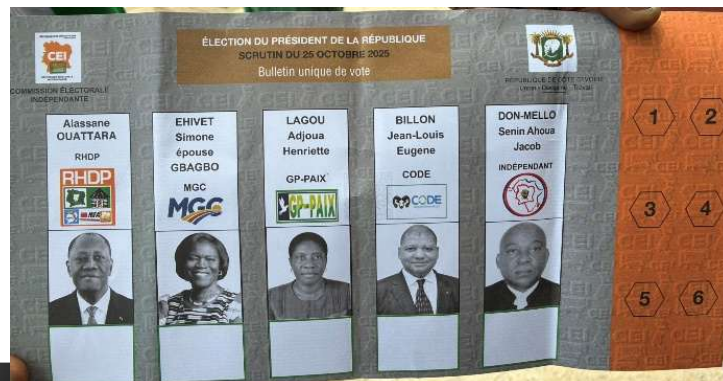 CEI
ÉLECTION DU PRÉSIDENT DE LA RÉPUBLIQUE
SCRUTIN DU 25 OCTOBRE 2025
Bulletin unique de vote
COMMISSION ÉLECTORALE
INDÉPENDANTE
RÉPUBLIQUE DE CÔTE D'IVOIRE
Union - Discipline - Travail
Alassane
OUATTARA
RHDP
RHDP
EHIVET
Simone
épouse
GBAGBO
MGC
MGC
LAGOU
Adjoua
Henriette
GP-PAIX
GP-PAIX
BILLON
Jean-Louis
Eugene
CODE
CODE
DON-MELLO
Senin Ahoua
Jacob
INDÉPENDANT
1 2
3 4
5 6